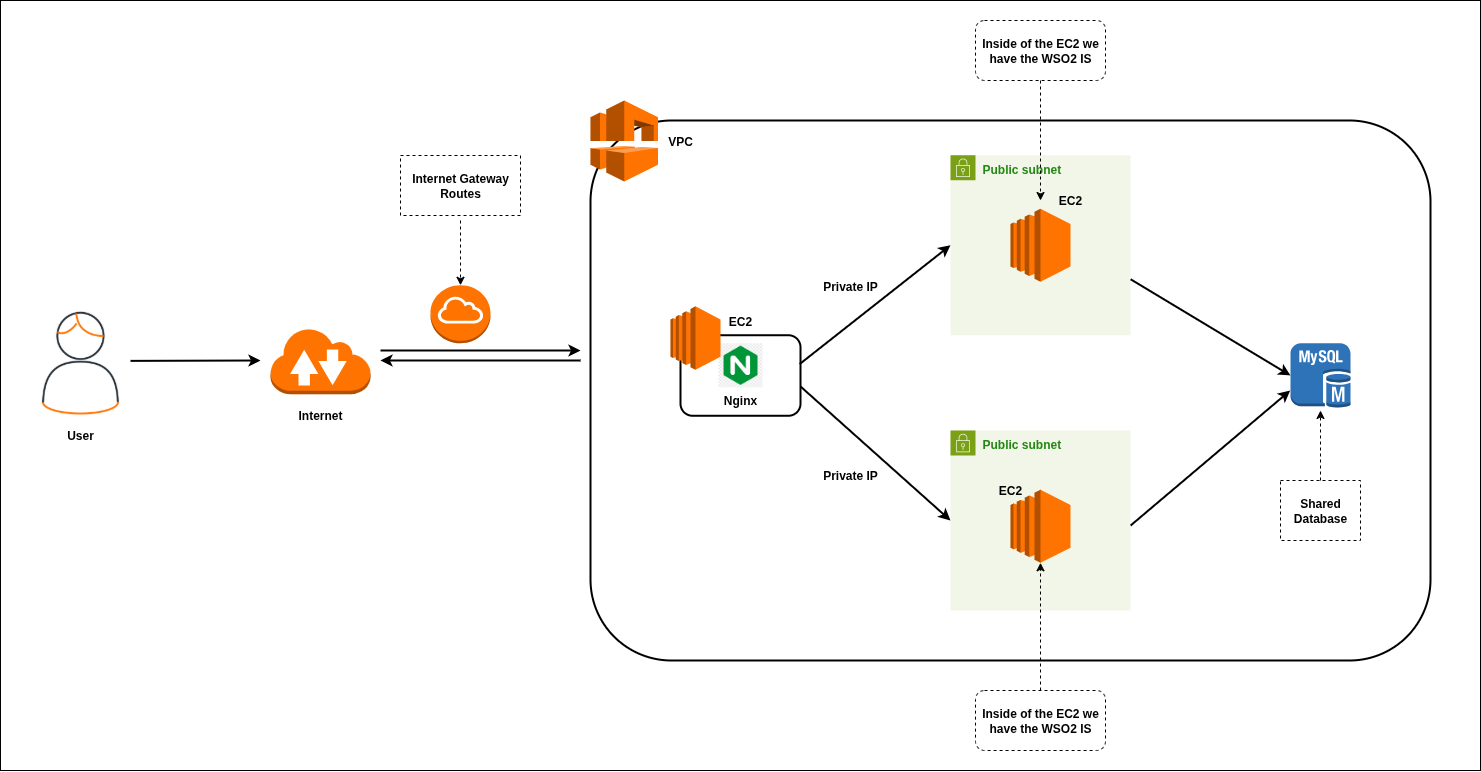 Inside of the EC2 we
have the WSO2 IS
VPC
Internet Gateway
Routes
Public subnet
EC2
Private IP
EC2
Nginx
MySQL
M
Internet
User
Private IP
Public subnet
EC2
Shared
Database
Inside of the EC2 we
have the WSO2 IS